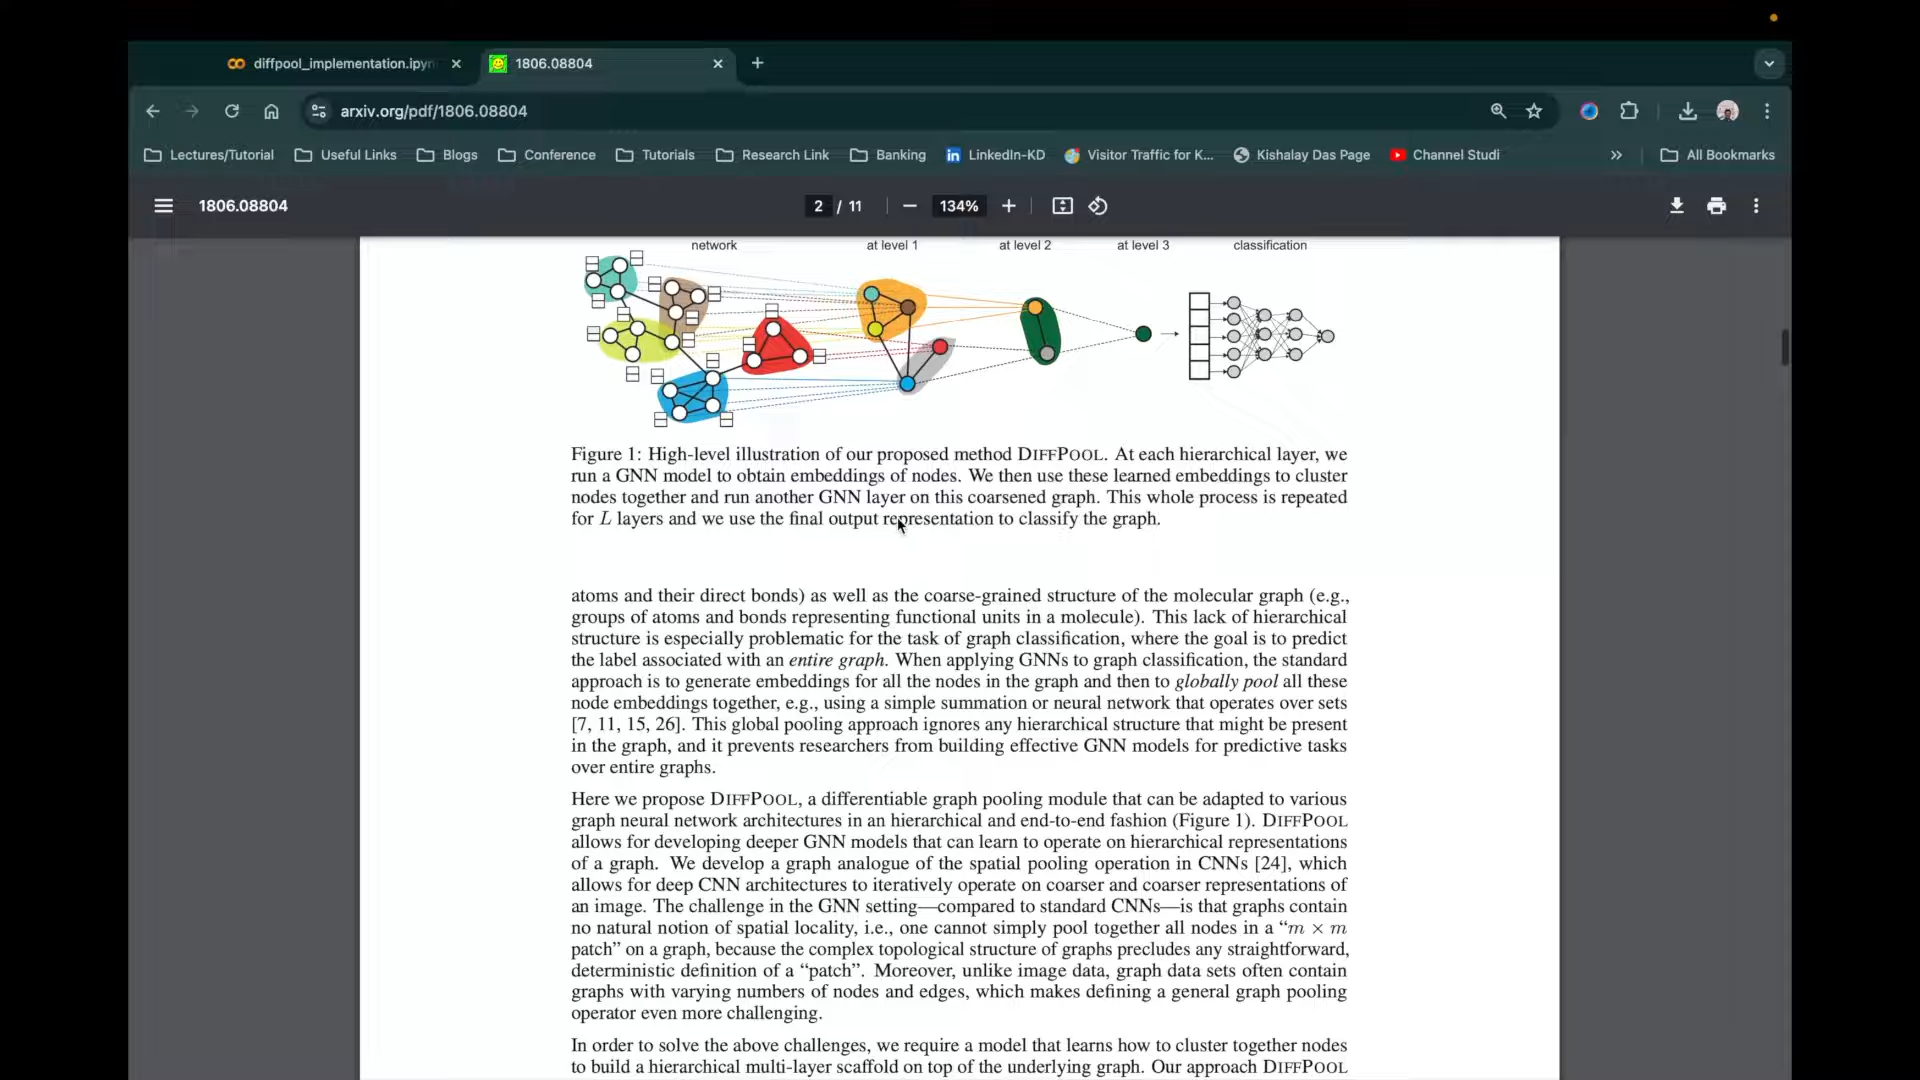 diffpool_implementation.ipyn
1806.08804
arxiv.org/pdf/1806.08804
Lectures/Tutorial
Useful Links
Blogs
Conference
Tutorials
Research Link
Banking
LinkedIn-KD
Visitor Traffic for K...
Kishalay Das Page
Channel Studi
All Bookmarks
1806.08804
2 / 11
134%
network
at level 1
at level 2
at level 3
classification
Figure 1: High-level illustration of our proposed method DIFFPOOL. At each hierarchical layer, we
run a GNN model to obtain embeddings of nodes. We then use these learned embeddings to cluster
nodes together and run another GNN layer on this coarsened graph. This whole process is repeated
for L layers and we use the final output representation to classify the graph.
atoms and their direct bonds) as well as the coarse-grained structure of the molecular graph (e.g.,
groups of atoms and bonds representing functional units in a molecule). This lack of hierarchical
structure is especially problematic for the task of graph classification, where the goal is to predict
the label associated with an entire graph. When applying GNNs to graph classification, the standard
approach is to generate embeddings for all the nodes in the graph and then to globally pool all these
node embeddings together, e.g., using a simple summation or neural network that operates over sets
[7, 11, 15, 26]. This global pooling approach ignores any hierarchical structure that might be present
in the graph, and it prevents researchers from building effective GNN models for predictive tasks
over entire graphs.
Here we propose DIFFPOOL, a differentiable graph pooling module that can be adapted to various
graph neural network architectures in an hierarchical and end-to-end fashion (Figure 1). DIFFPOOL
allows for developing deeper GNN models that can learn to operate on hierarchical representations
of a graph. We develop a graph analogue of the spatial pooling operation in CNNs [24], which
allows for deep CNN architectures to iteratively operate on coarser and coarser representations of
an image. The challenge in the GNN setting—compared to standard CNNs—is that graphs contain
no natural notion of spatial locality, i.e., one cannot simply pool together all nodes in a “m × m
patch” on a graph, because the complex topological structure of graphs precludes any straightforward,
deterministic definition of a “patch”. Moreover, unlike image data, graph data sets often contain
graphs with varying numbers of nodes and edges, which makes defining a general graph pooling
operator even more challenging.
In order to solve the above challenges, we require a model that learns how to cluster together nodes
to build a hierarchical multi-layer scaffold on top of the underlying graph. Our approach DIFFPOOL